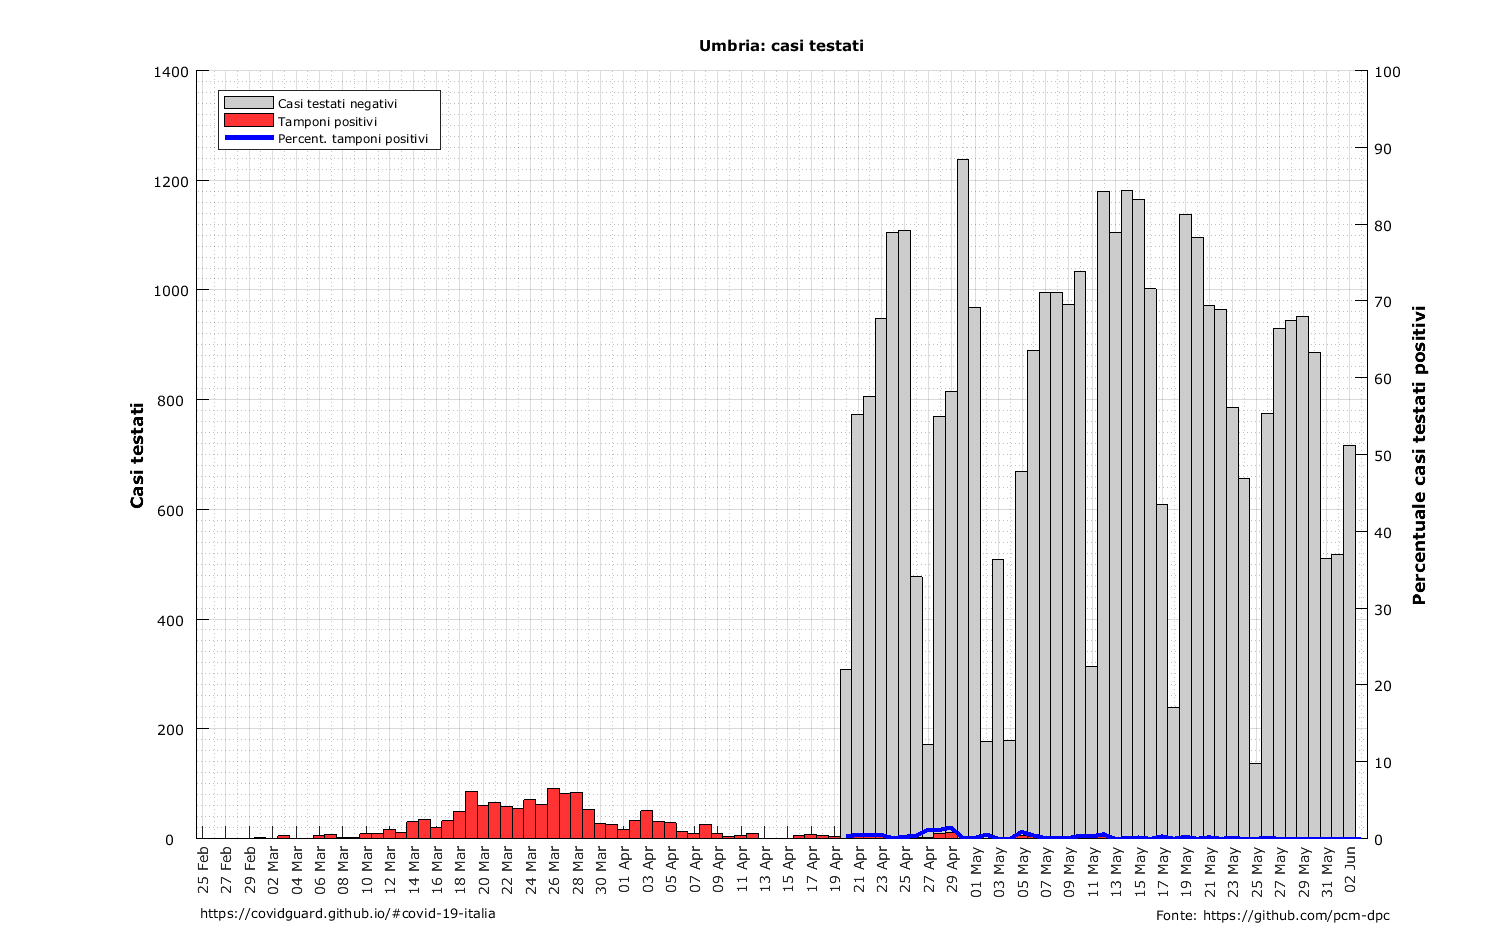 Umbria: casi testati
Casi testati negativi
Tamponi positivi
Percent. tamponi positivi
Casi testati
1400
1200
1000
800
600
400
200
0
100
90
80
70
60
50
40
30
20
10
0
Percentuale casi testati positivi
25 Feb
27 Feb
29 Feb
02 Mar
04 Mar
06 Mar
08 Mar
10 Mar
12 Mar
14 Mar
16 Mar
18 Mar
20 Mar
22 Mar
24 Mar
26 Mar
28 Mar
30 Mar
01 Apr
03 Apr
05 Apr
07 Apr
09 Apr
11 Apr
13 Apr
15 Apr
17 Apr
19 Apr
21 Apr
23 Apr
25 Apr
27 Apr
29 Apr
01 May
03 May
05 May
07 May
09 May
11 May
13 May
15 May
17 May
19 May
21 May
23 May
25 May
27 May
29 May
31 May
02 Jun
https://covidguard.github.io/#covid-19-italia
Fonte: https://github.com/pcm-dpc